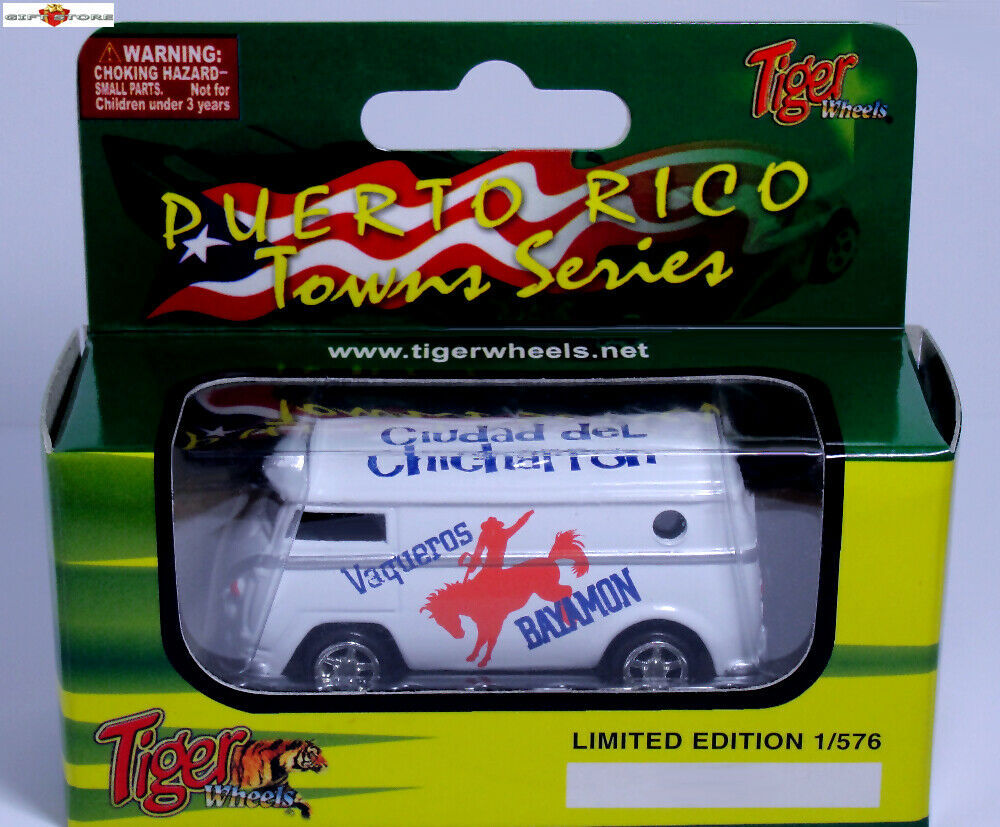 GIFT STORE
WARNING:
CHOKING HAZARD–
SMALL PARTS. Not for
Children under 3 years
Tiger
Wheels
PUERTO RICO
Towns Series
www.tigerwheels.net
Ciudad del
Chicharron
Vaqueros
BAYAMON
Tiger
Wheels
LIMITED EDITION 1/576